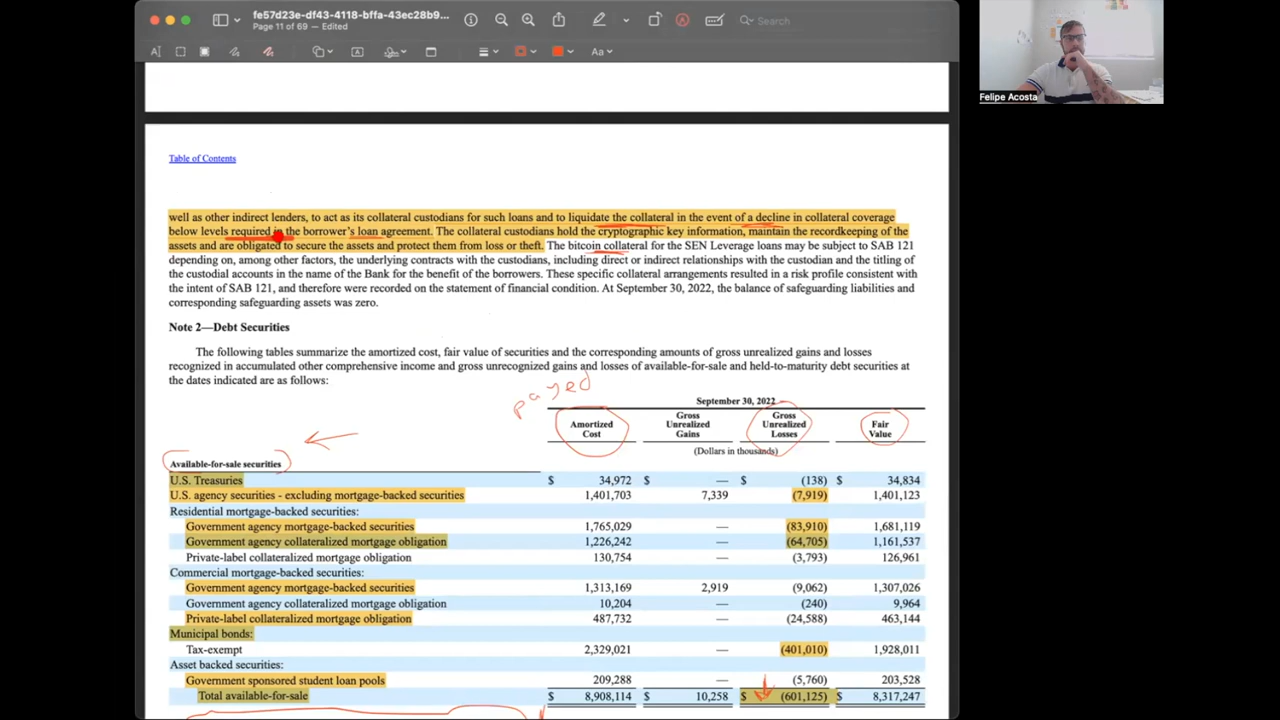 fe57d23e-df43-4118-bffa-43ec28b9...
Page 11 of 69 — Edited
Search
Aa
Felipe Acosta
Table of Contents
well as other indirect lenders, to act as its collateral custodians for such loans and to liquidate the collateral in the event of a decline in collateral coverage
below levels required in the borrower's loan agreement. The collateral custodians hold the cryptographic key information, maintain the recordkeeping of the
assets and are obligated to secure the assets and protect them from loss or theft. The bitcoin collateral for the SEN Leverage loans may be subject to SAB 121
depending on, among other factors, the underlying contracts with the custodians, including direct or indirect relationships with the custodian and the titling of
the custodial accounts in the name of the Bank for the benefit of the borrowers. These specific collateral arrangements resulted in a risk profile consistent with
the intent of SAB 121, and therefore were recorded on the statement of financial condition. At September 30, 2022, the balance of safeguarding liabilities and
corresponding safeguarding assets was zero.
Note 2—Debt Securities
The following tables summarize the amortized cost, fair value of securities and the corresponding amounts of gross unrealized gains and losses
recognized in accumulated other comprehensive income and gross unrecognized gains and losses of available-for-sale and held-to-maturity debt securities at
the dates indicated are as follows:
payed
September 30, 2022
Amortized Cost Gross Unrealized Gains Gross Unrealized Losses Fair Value
(Dollars in thousands)
Available-for-sale securities
U.S. Treasuries $ 34,972 $ — $ (138) $ 34,834
U.S. agency securities - excluding mortgage-backed securities 1,401,703 7,339 (7,919) 1,401,123
Residential mortgage-backed securities:
Government agency mortgage-backed securities 1,765,029 — (83,910) 1,681,119
Government agency collateralized mortgage obligation 1,226,242 — (64,705) 1,161,537
Private-label collateralized mortgage obligation 130,754 — (3,793) 126,961
Commercial mortgage-backed securities:
Government agency mortgage-backed securities 1,313,169 2,919 (9,062) 1,307,026
Government agency collateralized mortgage obligation 10,204 — (240) 9,964
Private-label collateralized mortgage obligation 487,732 — (24,588) 463,144
Municipal bonds:
Tax-exempt 2,329,021 — (401,010) 1,928,011
Asset backed securities:
Government sponsored student loan pools 209,288 — (5,760) 203,528
Total available-for-sale $ 8,908,114 $ 10,258 $ (601,125) $ 8,317,247